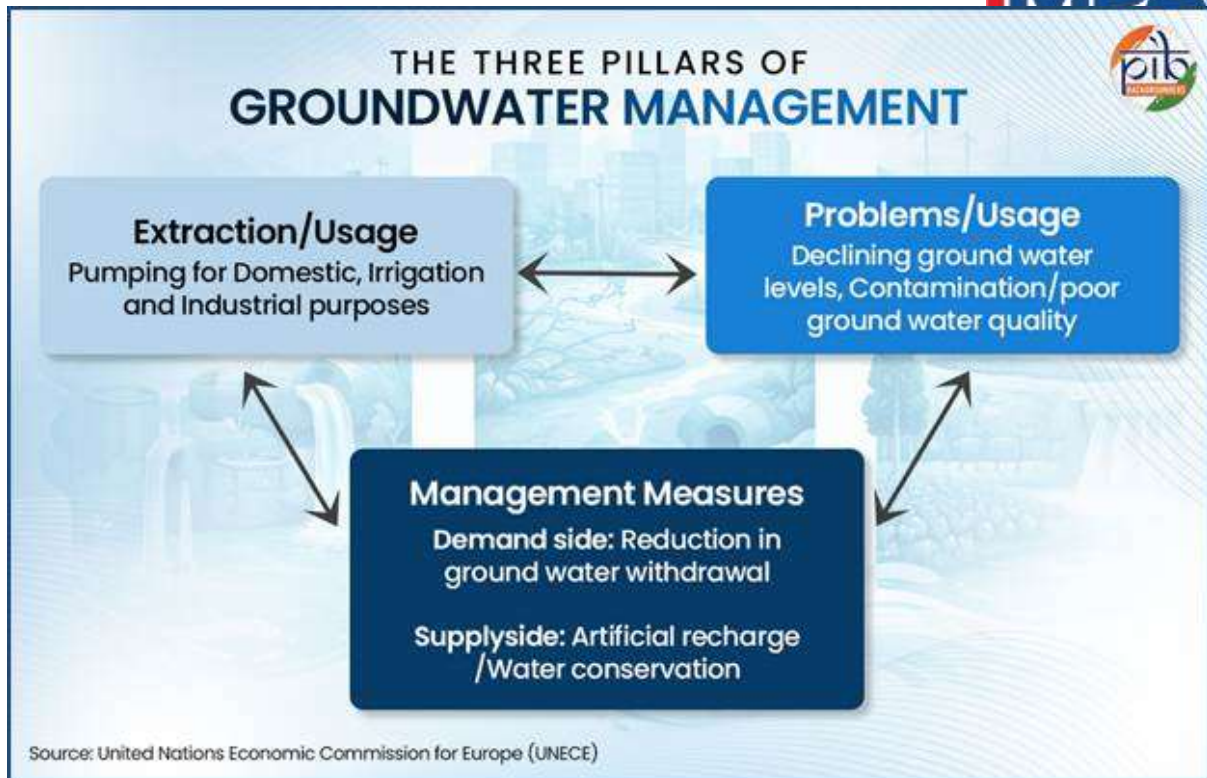 THE THREE PILLARS OF
GROUNDWATER MANAGEMENT
pib
BACKGROUNDERS
Extraction/Usage
Pumping for Domestic, Irrigation
and Industrial purposes
Problems/Usage
Declining ground water
levels, Contamination/poor
ground water quality
Management Measures
Demand side: Reduction in
ground water withdrawal
Supplyside: Artificial recharge
/Water conservation
Source: United Nations Economic Commission for Europe (UNECE)